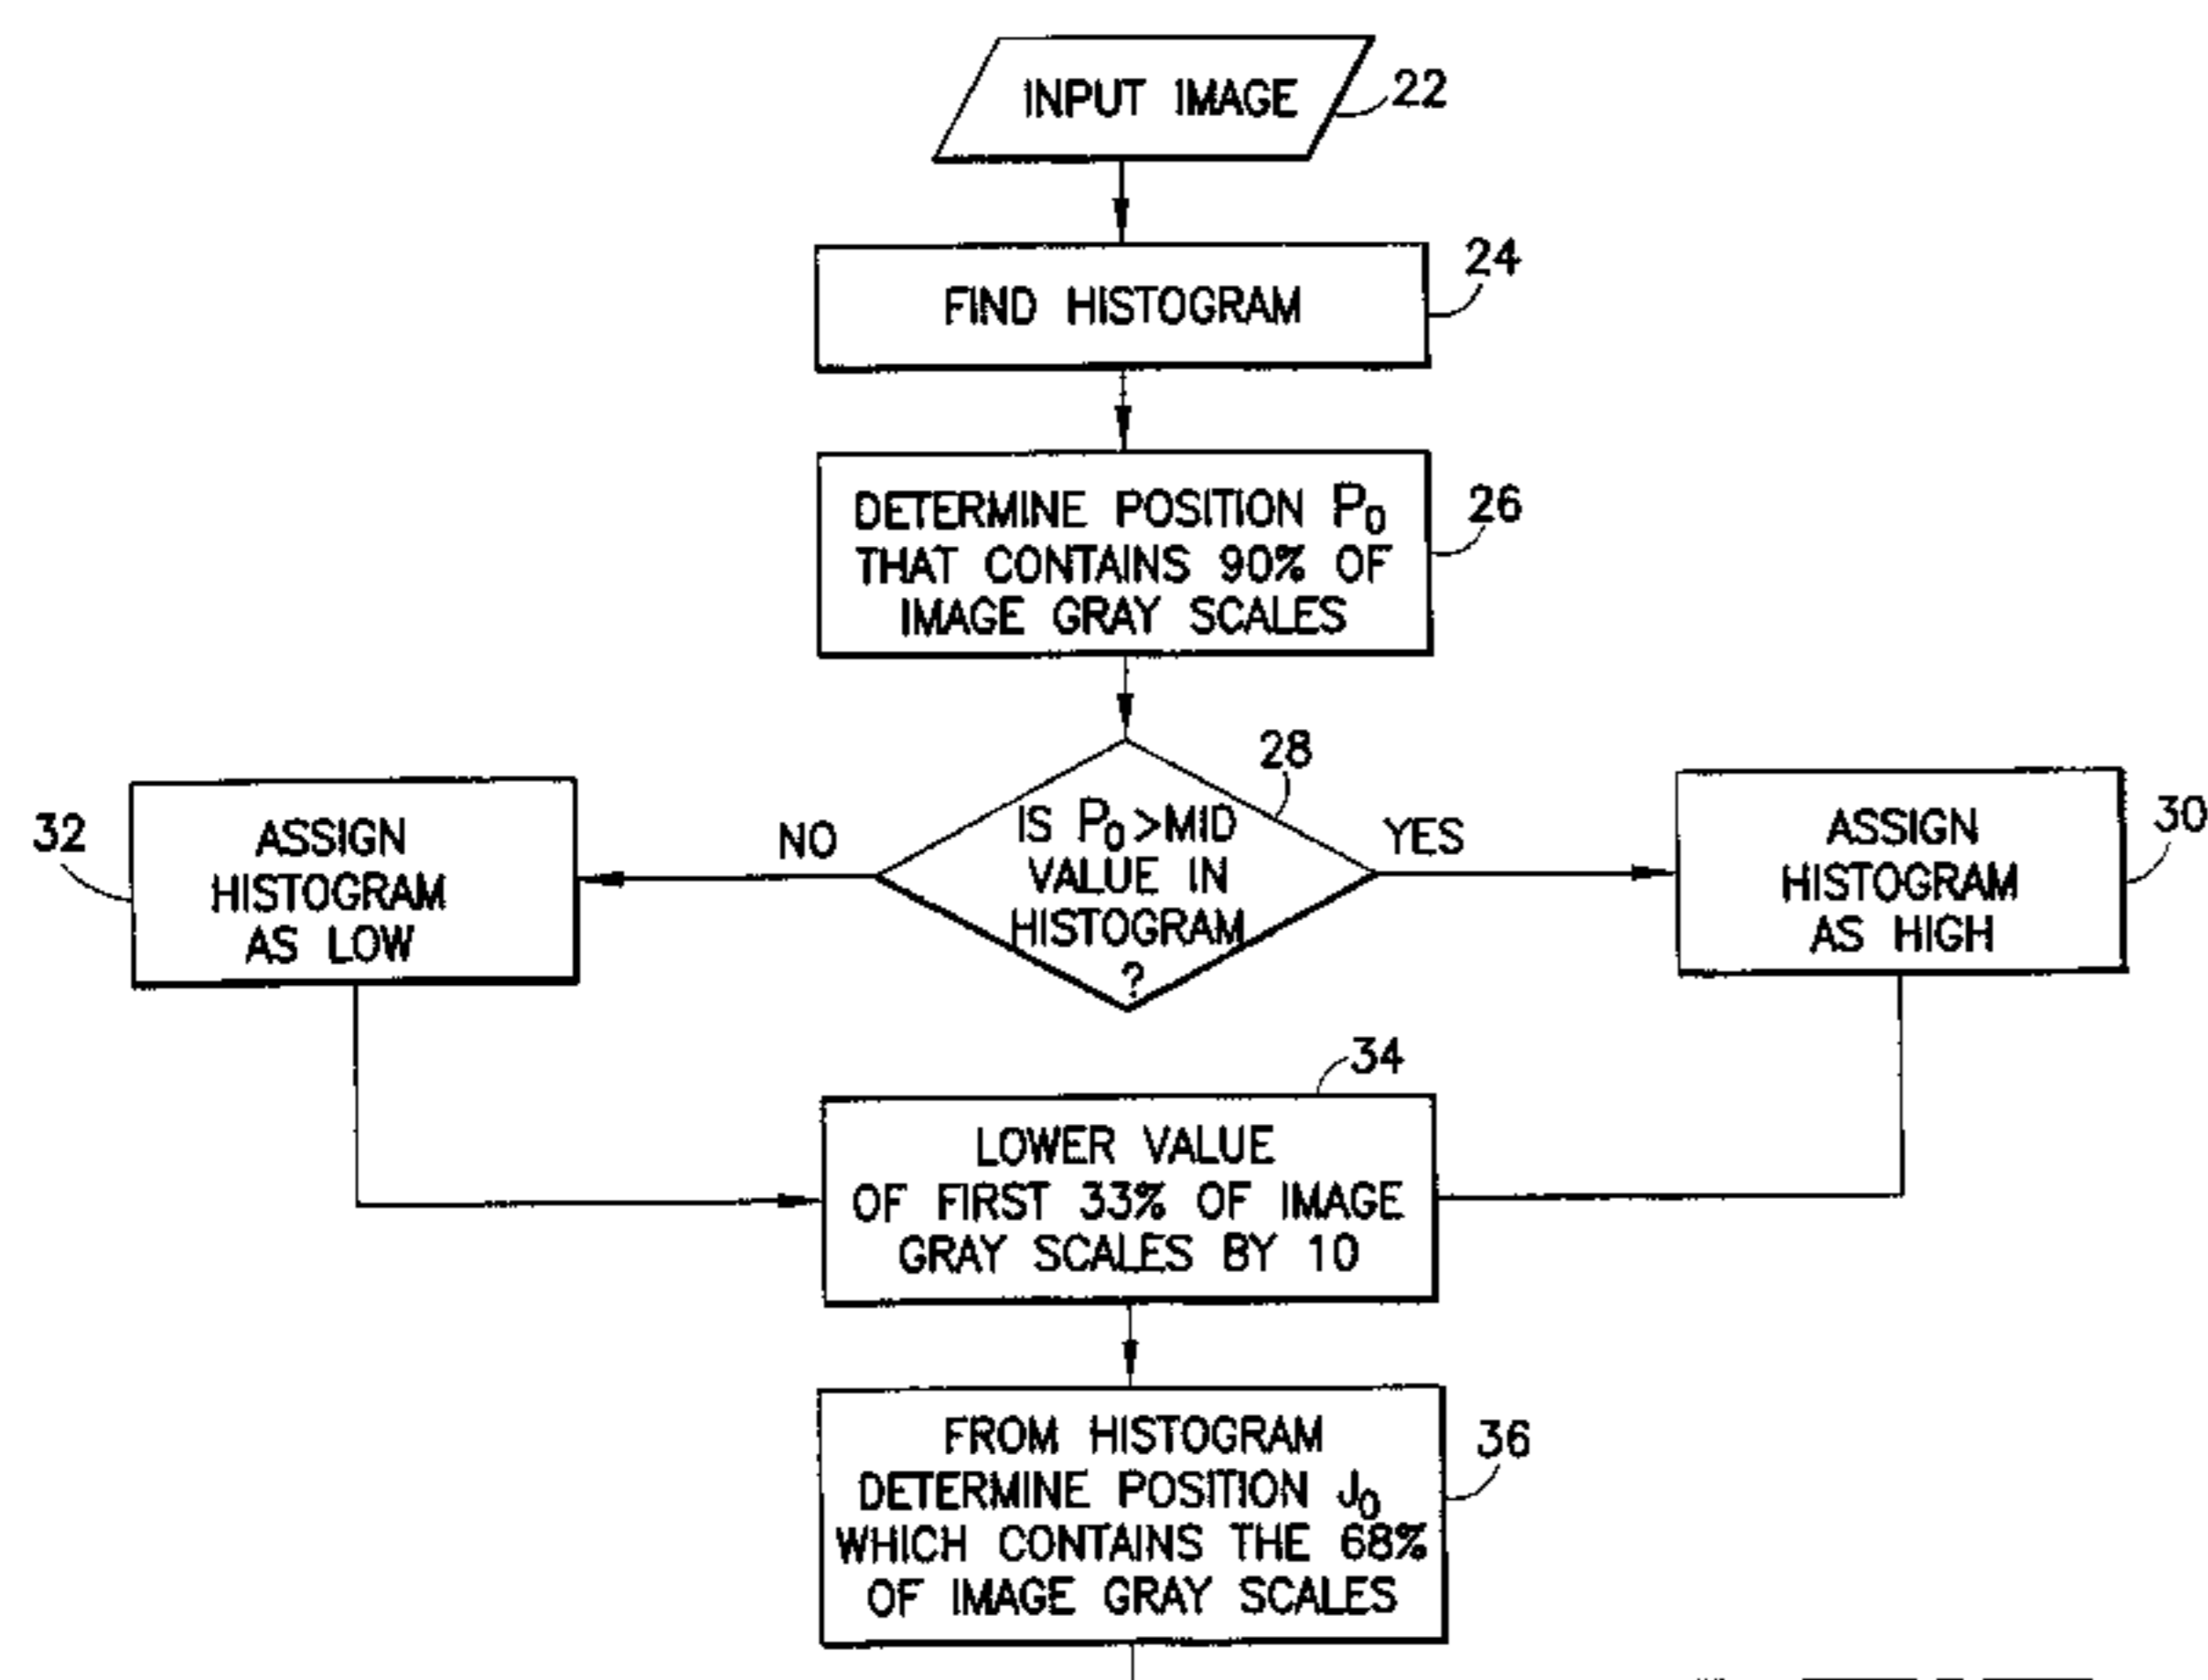 INPUT IMAGE
22
FIND HISTOGRAM
24
DETERMINE POSITION P0
THAT CONTAINS 90% OF
IMAGE GRAY SCALES
26
28
IS P0>MID
VALUE IN
HISTOGRAM
?
NO
YES
32
ASSIGN
HISTOGRAM
AS LOW
ASSIGN
HISTOGRAM
AS HIGH
30
34
LOWER VALUE
OF FIRST 33% OF IMAGE
GRAY SCALES BY 10
FROM HISTOGRAM
DETERMINE POSITION J0
WHICH CONTAINS THE 68%
OF IMAGE GRAY SCALES
36